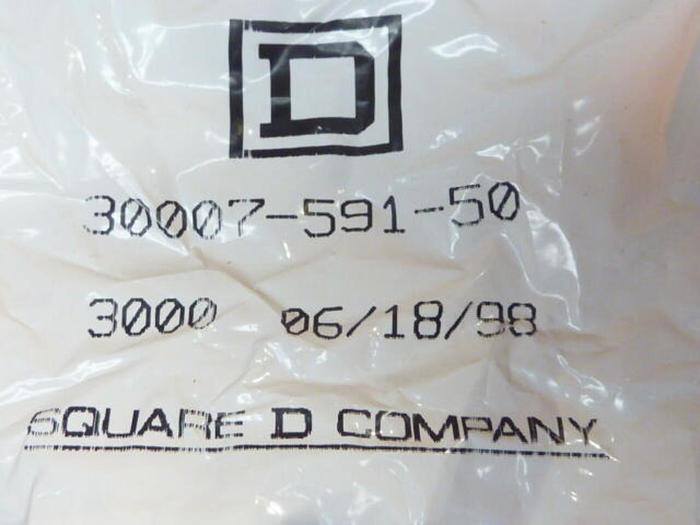 D
30007-591-50
3000 06/18/98
SQUARE D COMPANY